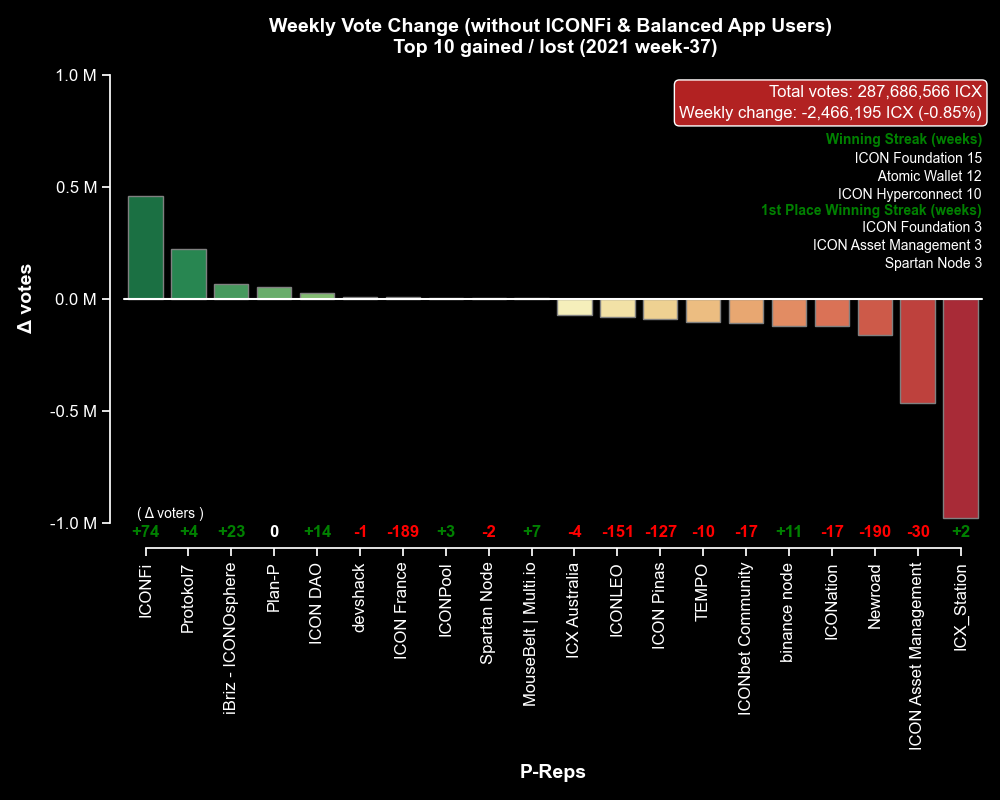 Weekly Vote Change (without ICONFi & Balanced App Users)
Top 10 gained / lost (2021 week-37)
Total votes: 287,686,566 ICX
Weekly change: -2,466,195 ICX (-0.85%)
Winning Streak (weeks)
ICON Foundation 15
Atomic Wallet 12
ICON Hyperconnect 10
1st Place Winning Streak (weeks)
ICON Foundation 3
ICON Asset Management 3
Spartan Node 3
Δ votes
1.0 M
0.5 M
0.0 M
-0.5 M
-1.0 M
( Δ voters )
+74 +4 +23 0 +14 -1 -189 +3 -2 +7 -4 -151 -127 -10 -17 +11 -17 -190 -30 +2
ICONFi
Protokol7
iBriz - ICONOsphere
Plan-P
ICON DAO
devshack
ICON France
ICONPool
Spartan Node
MouseBelt | Multi.io
ICX Australia
ICONLEO
ICON Pinas
TEMPO
ICONbet Community
binance node
ICONation
Newroad
ICON Asset Management
ICX_Station
P-Reps